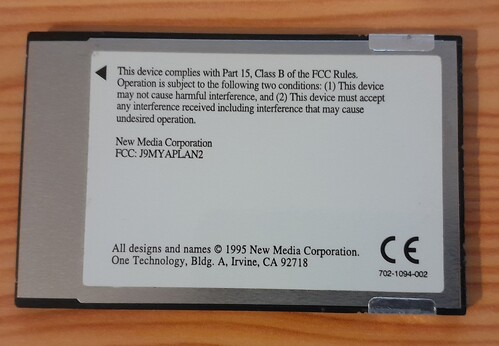 This device complies with Part 15, Class B of the FCC Rules.
Operation is subject to the following two conditions: (1) This device
may not cause harmful interference, and (2) This device must accept
any interference received including interference that may cause
undesired operation.
New Media Corporation
FCC: J9MYAPLAN2
All designs and names © 1995 New Media Corporation.
One Technology, Bldg. A, Irvine, CA 92718
CE
702-1094-002